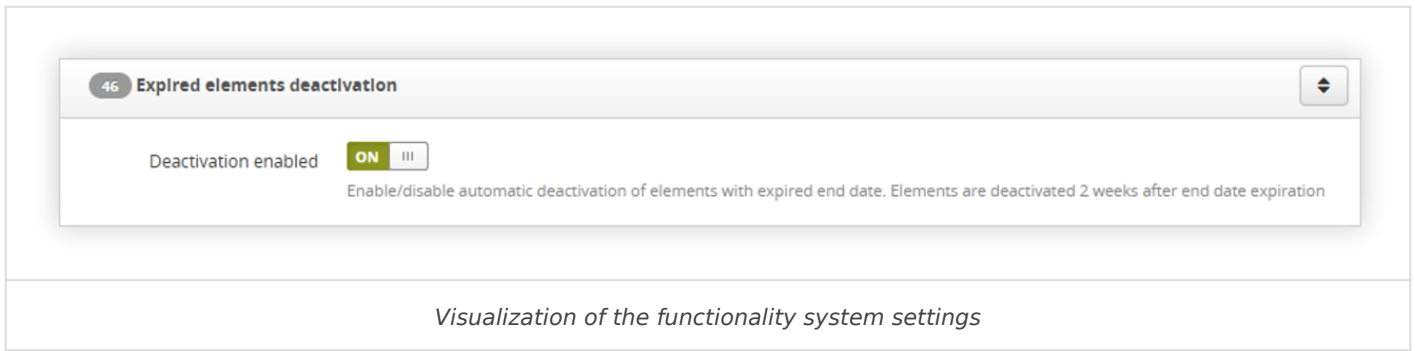 46 Expired elements deactivation
Deactivation enabled ON
Enable/disable automatic deactivation of elements with expired end date. Elements are deactivated 2 weeks after end date expiration
Visualization of the functionality system settings